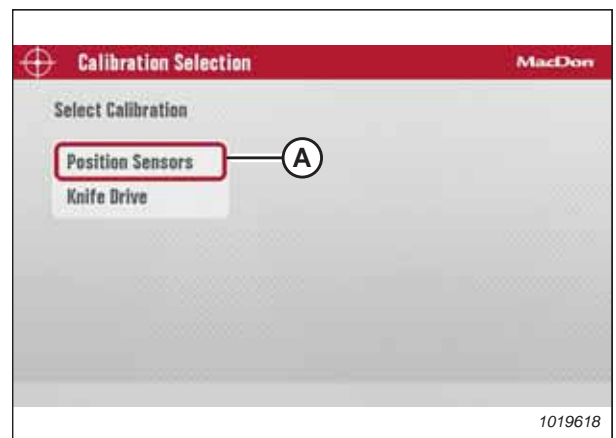 Calibration Selection MacDon
Select Calibration
Position Sensors A
Knife Drive
1019618